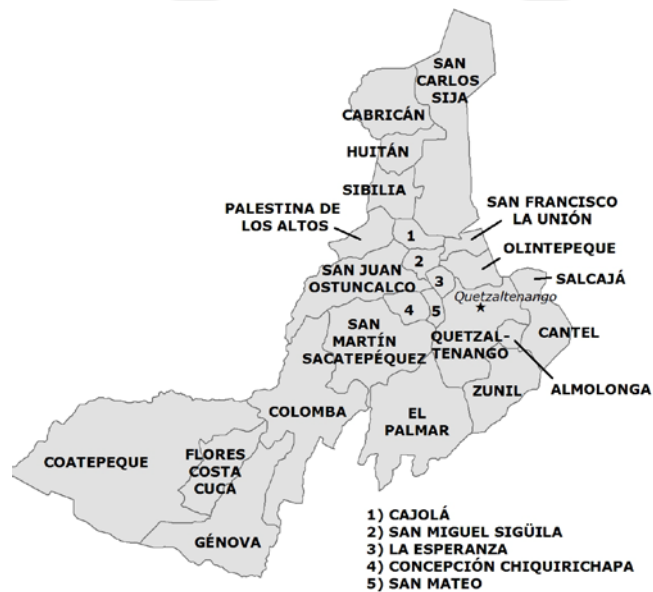 SAN
CARLOS
SIJA
CABRICÁN
HUITÁN
SIBILIA
PALESTINA DE
LOS ALTOS
SAN FRANCISCO
LA UNIÓN
1
OLINTEPEQUE
2
SAN JUAN
OSTUNCALCO
3
SALCAJÁ
Quetzaltenango
4
5
SAN
MARTÍN
SACATEPÉQUEZ
QUETZAL-
TENANGO
CANTEL
ALMOLONGA
ZUNIL
COLOMBA
EL
PALMAR
COATEPEQUE
FLORES
COSTA
CUCA
GÉNOVA
1) CAJOLÁ
2) SAN MIGUEL SIGÜILA
3) LA ESPERANZA
4) CONCEPCIÓN CHIQUIRICHAPA
5) SAN MATEO